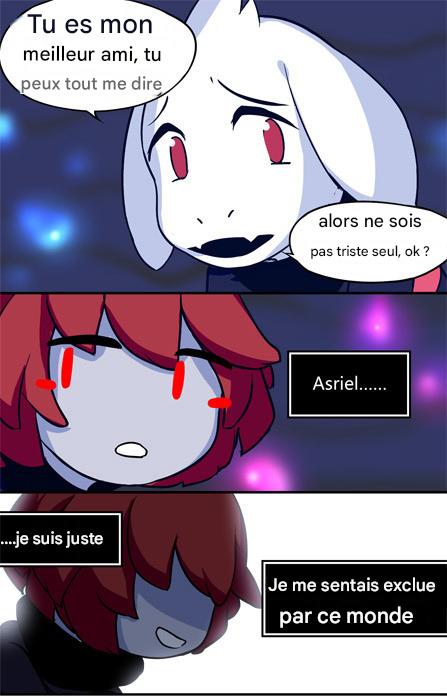 Tu es mon
meilleur ami, tu
peux tout me dire
alors ne sois
pas triste seul, ok ?
Asriel......
....je suis juste
Je me sentais exclue
par ce monde